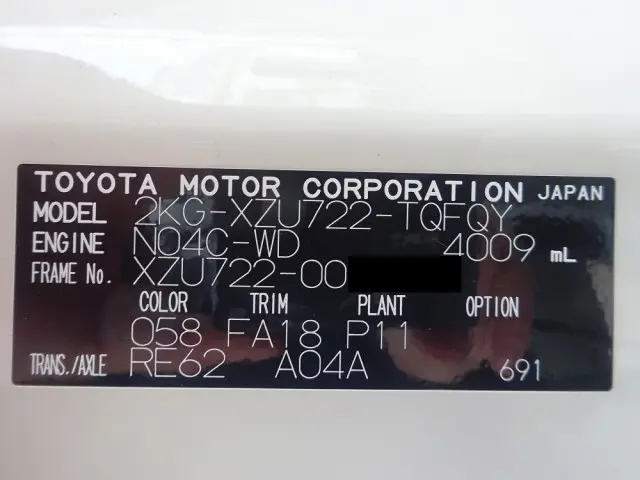 TOYOTA MOTOR CORPORATION JAPAN
MODEL 2KG-XZU722-TQFQY
ENGINE N04C-WD 4009 mL
FRAME No. XZU722-00
COLOR TRIM PLANT OPTION
058 FA18 P11
TRANS./AXLE RE62 A04A 691